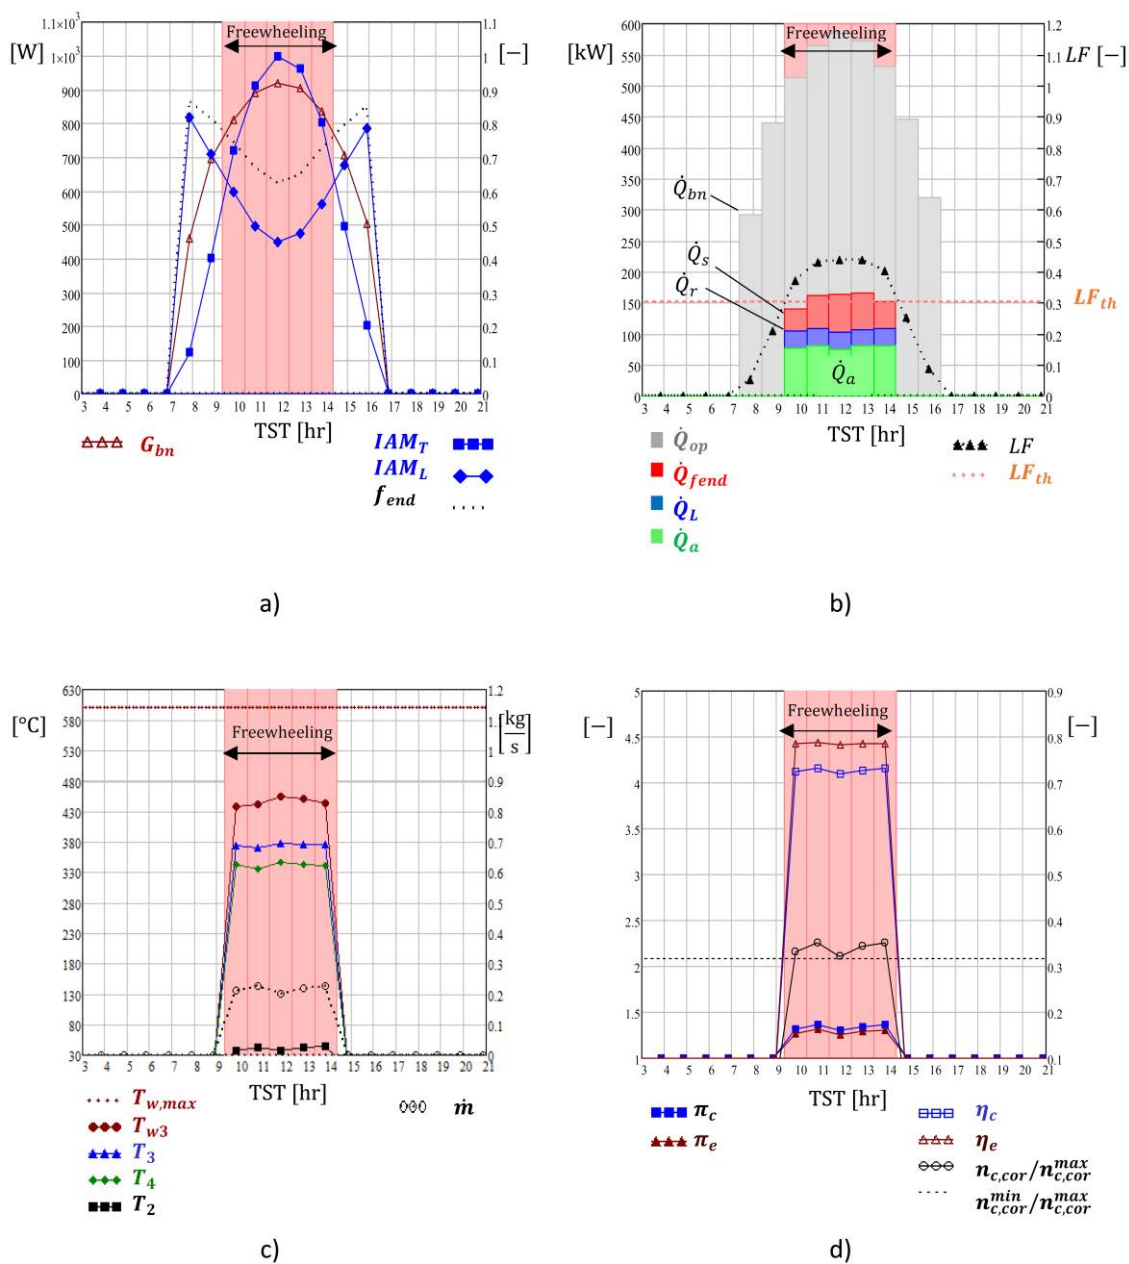 1.1×10³
1.1
[W]
Freewheeling
[−]
1×10³
900
800
700
600
500
400
300
200
100
0
1
0.9
0.8
0.7
0.6
0.5
0.4
0.3
0.2
0.1
0
3 4 5 6 7 8 9 10 11 12 13 14 15 16 17 18 19 20 21
TST [hr]
G_bn
IAM_T
IAM_L
f_end
a)
600
1.2
[kW]
Freewheeling
LF [−]
550
500
450
400
350
300
250
200
150
100
50
0
1.1
1
0.9
0.8
0.7
0.6
0.5
0.4
0.3
0.2
0.1
0
Q̇_bn
Q̇_s
Q̇_r
Q̇_a
LF_th
3 4 5 6 7 8 9 10 11 12 13 14 15 16 17 18 19 20 21
TST [hr]
Q̇_op
Q̇_fend
Q̇_L
Q̇_a
LF
LF_th
b)
630
1.2
[°C]
Freewheeling
[kg/s]
580
530
480
430
380
330
280
230
180
130
80
30
1.1
1
0.9
0.8
0.7
0.6
0.5
0.4
0.3
0.2
0.1
0
3 4 5 6 7 8 9 10 11 12 13 14 15 16 17 18 19 20 21
TST [hr]
T_w,max
T_w3
T_3
T_4
T_2
ṁ
c)
5
0.9
[−]
Freewheeling
[−]
4.5
4
3.5
3
2.5
2
1.5
1
0.8
0.7
0.6
0.5
0.4
0.3
0.2
0.1
3 4 5 6 7 8 9 10 11 12 13 14 15 16 17 18 19 20 21
TST [hr]
π_c
π_e
η_c
η_e
n_c,cor/n_c,cor^max
n_c,cor^min/n_c,cor^max
d)